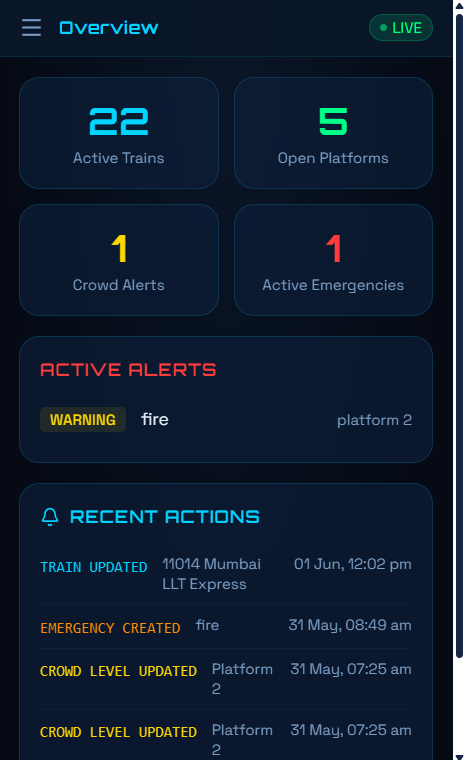 Overview
LIVE
22
Active Trains
5
Open Platforms
1
Crowd Alerts
1
Active Emergencies
ACTIVE ALERTS
WARNING fire platform 2
RECENT ACTIONS
TRAIN UPDATED 11014 Mumbai 01 Jun, 12:02 pm
LLT Express
EMERGENCY CREATED fire 31 May, 08:49 am
CROWD LEVEL UPDATED Platform 31 May, 07:25 am
2
CROWD LEVEL UPDATED Platform 31 May, 07:25 am
2